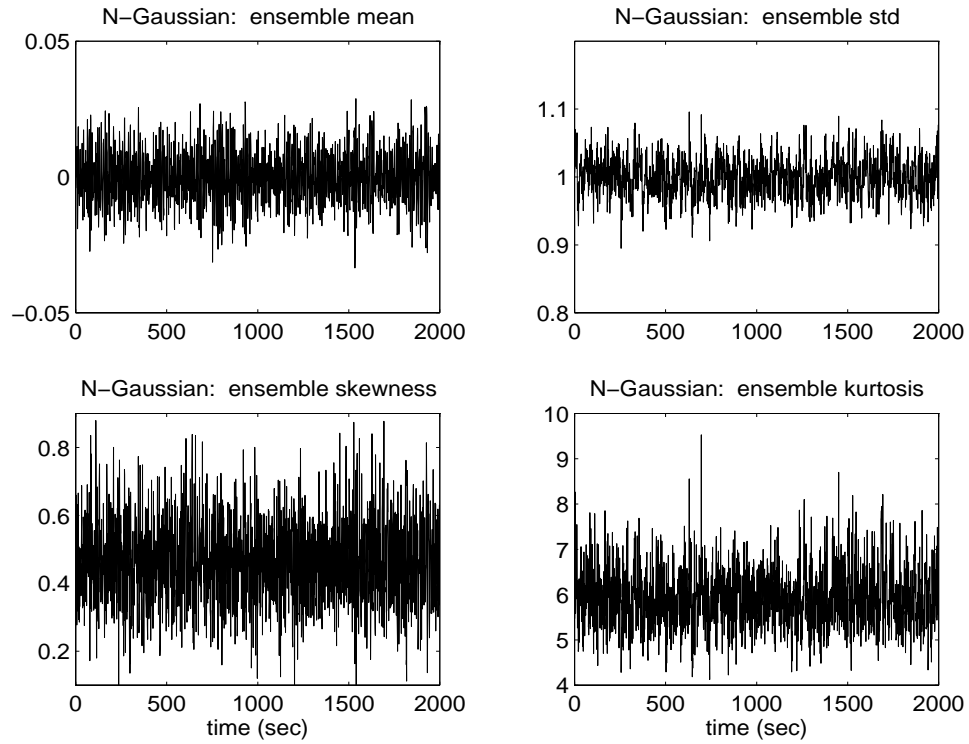 N−Gaussian: ensemble mean
0.05
0
−0.05
0 500 1000 1500 2000
N−Gaussian: ensemble std
1.1
1
0.9
0.8
0 500 1000 1500 2000
N−Gaussian: ensemble skewness
0.8
0.6
0.4
0.2
0 500 1000 1500 2000
time (sec)
N−Gaussian: ensemble kurtosis
10
9
8
7
6
5
4
0 500 1000 1500 2000
time (sec)